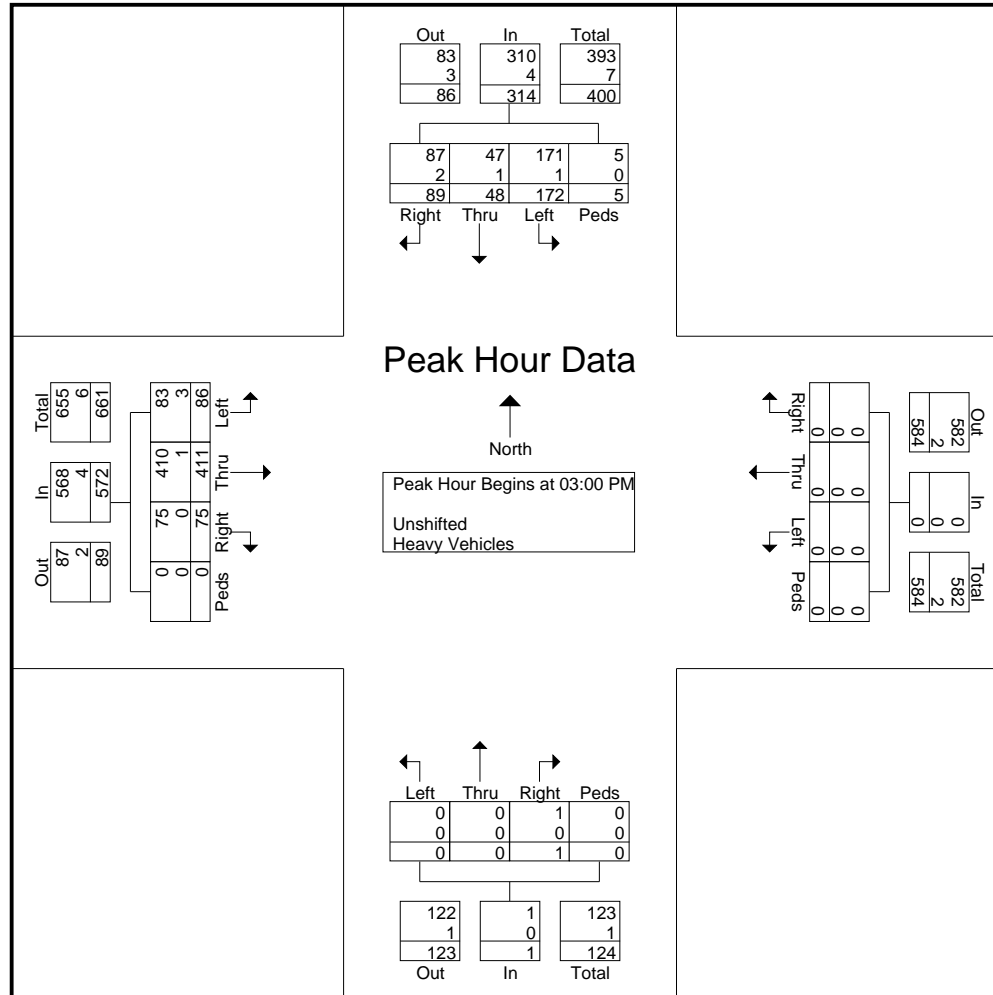 Out In Total
83 310 393
3 4 7
86 314 400
87 47 171 5
2 1 1 0
89 48 172 5
Right Thru Left Peds
Peak Hour Data
North
Peak Hour Begins at 03:00 PM
Unshifted
Heavy Vehicles
Total
655
6
661
In
568
4
572
Out
87
2
89
83
3
86
Left
410
1
411
Thru
75
0
75
Right
0
0
0
Peds
Right
0
0
0
Thru
0
0
0
Left
0
0
0
Peds
0
0
0
Out
582
2
584
In
0
0
0
Total
582
2
584
Left Thru Right Peds
0 0 1 0
0 0 0 0
0 0 1 0
122 1 123
1 0 1
123 1 124
Out In Total